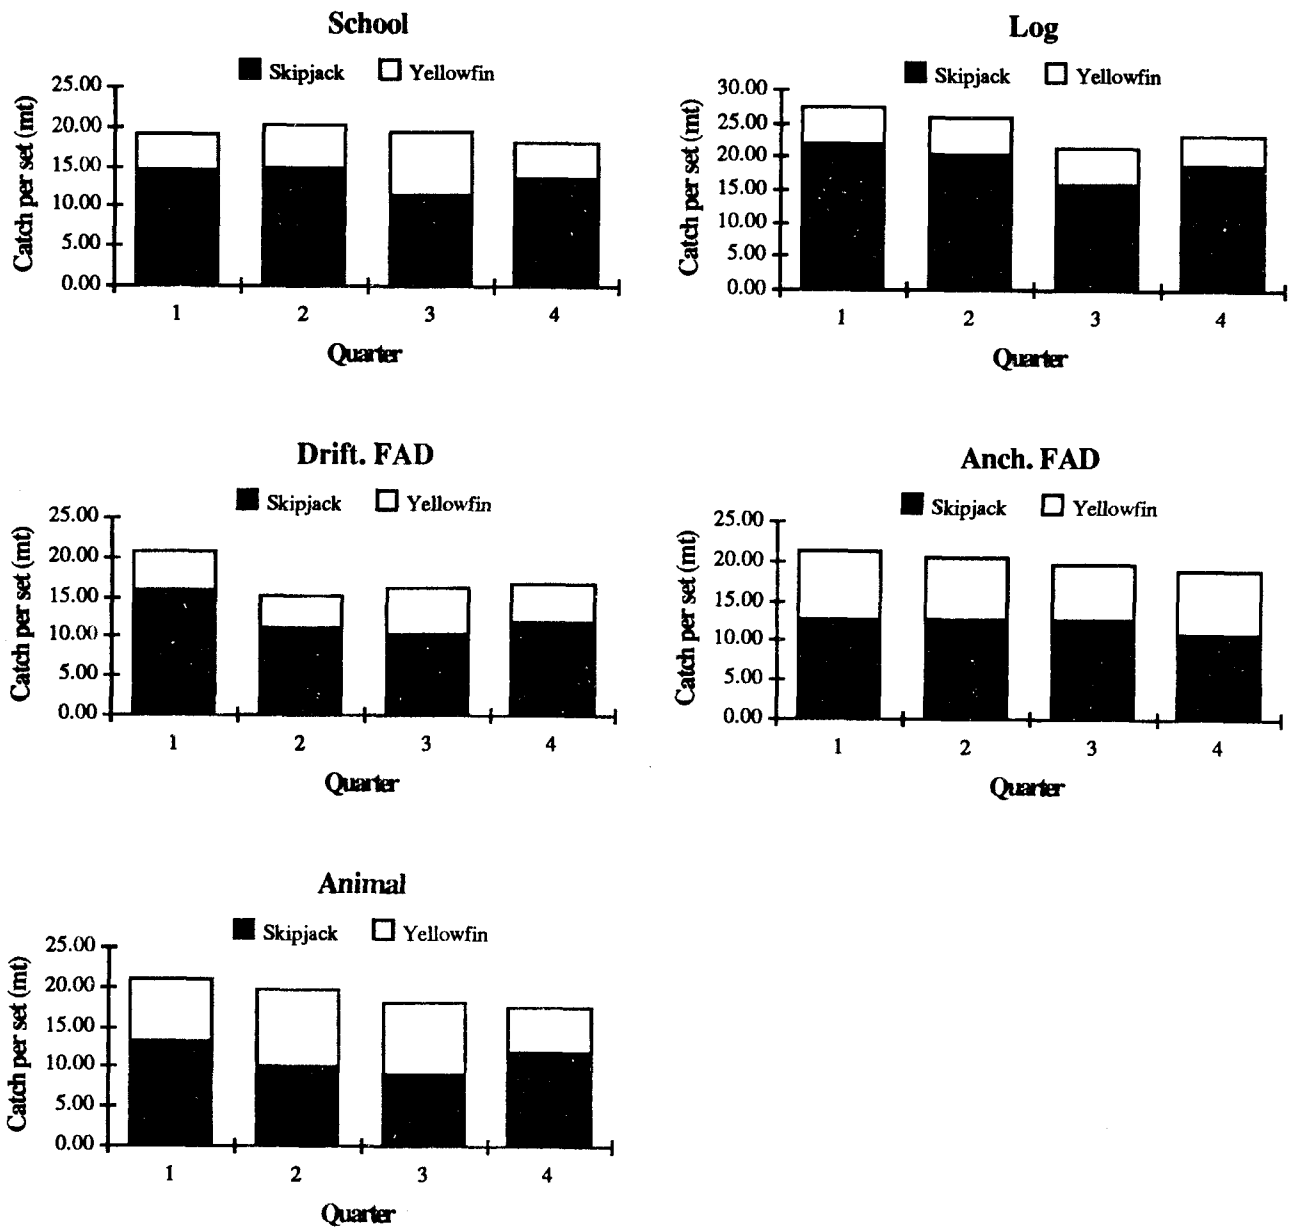 School
Skipjack Yellowfin
Catch per set (mt)
25.00
20.00
15.00
10.00
5.00
0.00
1 2 3 4
Quarter
Log
Skipjack Yellowfin
Catch per set (mt)
30.00
25.00
20.00
15.00
10.00
5.00
0.00
1 2 3 4
Quarter
Drift. FAD
Skipjack Yellowfin
Catch per set (mt)
25.00
20.00
15.00
10.00
5.00
0.00
1 2 3 4
Quarter
Anch. FAD
Skipjack Yellowfin
Catch per set (mt)
25.00
20.00
15.00
10.00
5.00
0.00
1 2 3 4
Quarter
Animal
Skipjack Yellowfin
Catch per set (mt)
25.00
20.00
15.00
10.00
5.00
0.00
1 2 3 4
Quarter